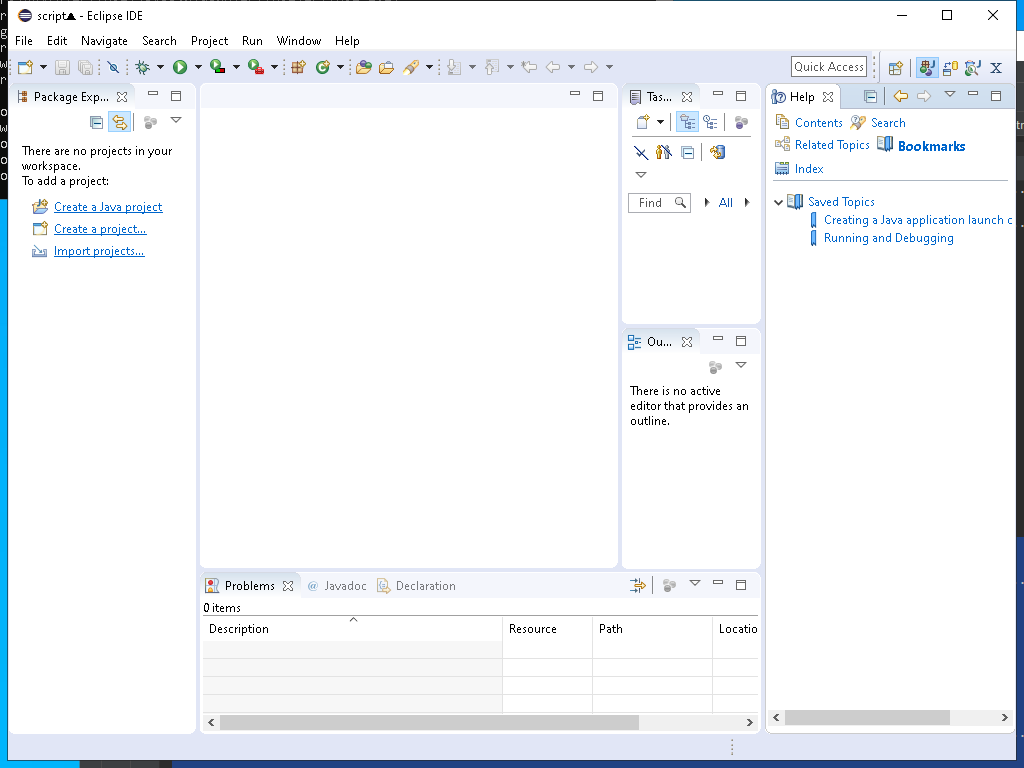 script▲ - Eclipse IDE
File Edit Navigate Search Project Run Window Help
Quick Access
Package Exp...
There are no projects in your
workspace.
To add a project:
Create a Java project
Create a project...
Import projects...
Tas...
Find
All
Ou...
There is no active
editor that provides an
outline.
Help
Contents Search
Related Topics Bookmarks
Index
Saved Topics
Creating a Java application launch c
Running and Debugging
Problems @ Javadoc Declaration
0 items
Description Resource Path Locatio